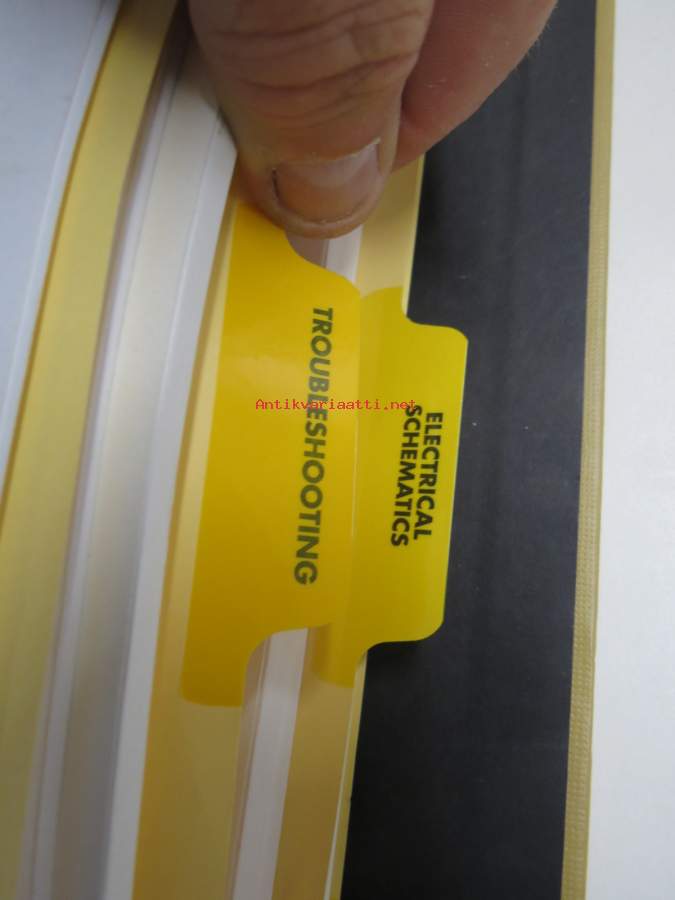 TROUBLESHOOTING
ELECTRICAL
SCHEMATICS
Antikvariaatti.net